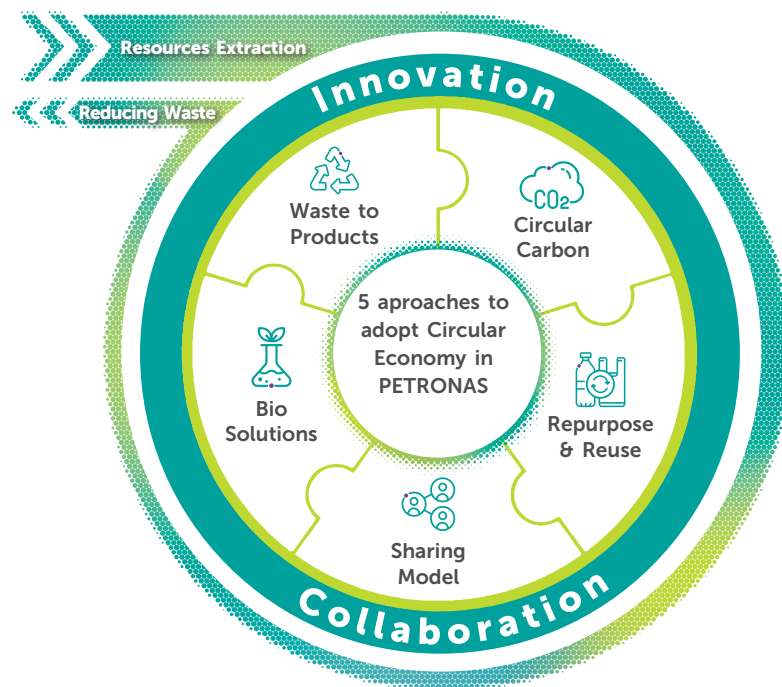 Resources Extraction
Reducing Waste
Innovation
Waste to
Products
CO₂
Circular
Carbon
5 aproaches to
adopt Circular
Economy in
PETRONAS
Bio
Solutions
Repurpose
& Reuse
Sharing
Model
Collaboration